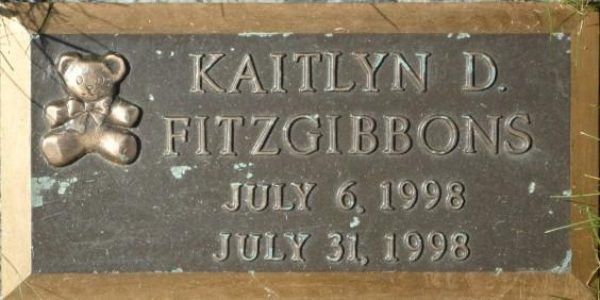 KAITLYN D.
FITZGIBBONS
JULY 6, 1998
JULY 31, 1998